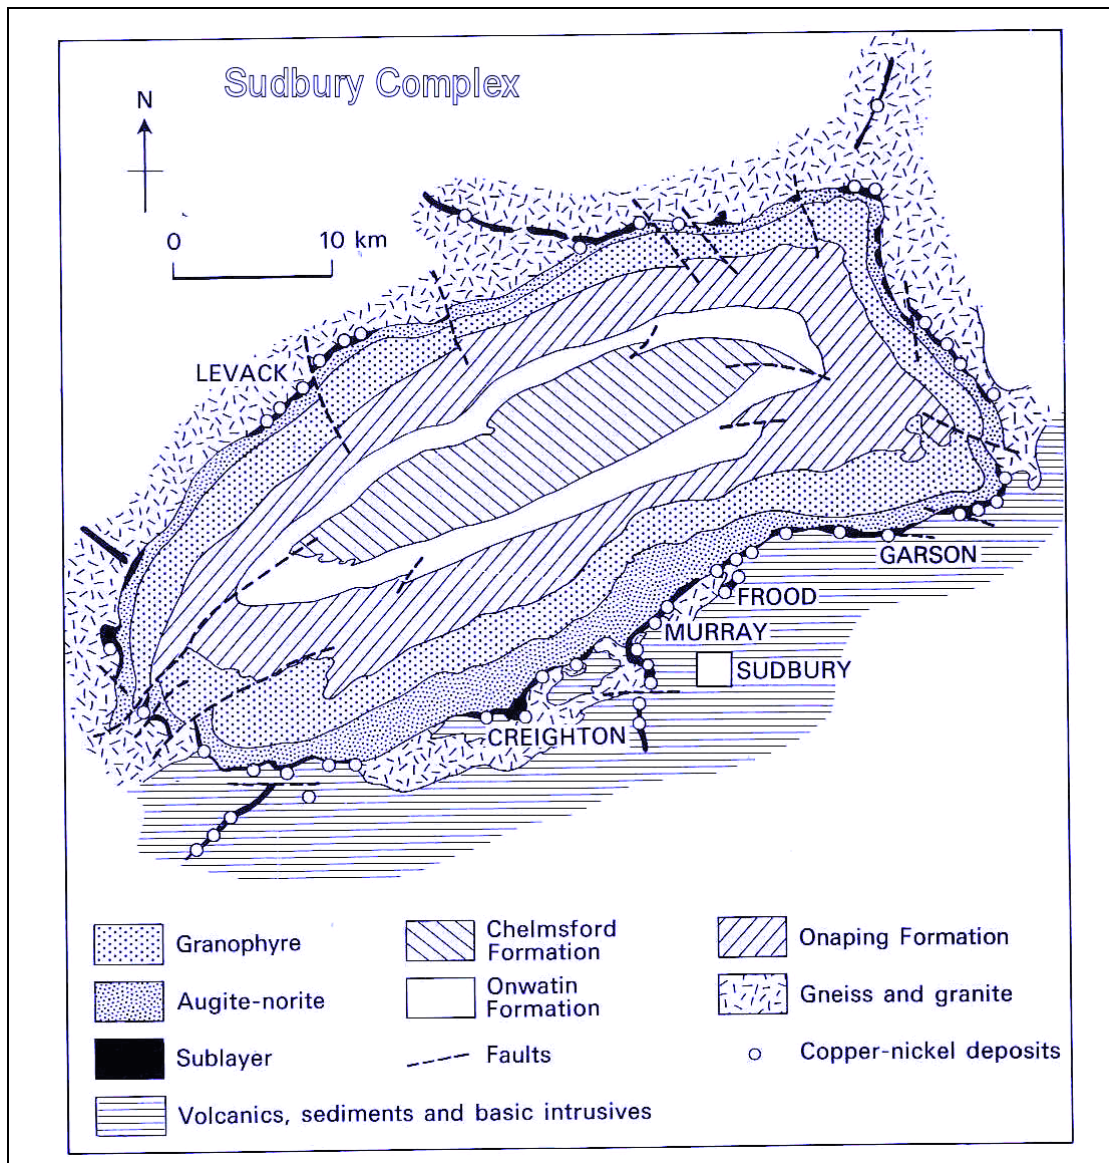 Sudbury Complex
N
0 10 km
LEVACK
GARSON
FROOD
MURRAY
SUDBURY
CREIGHTON
Granophyre
Chelmsford
Formation
Onaping Formation
Augite-norite
Onwatin
Formation
Gneiss and granite
Sublayer
Faults
Copper-nickel deposits
Volcanics, sediments and basic intrusives